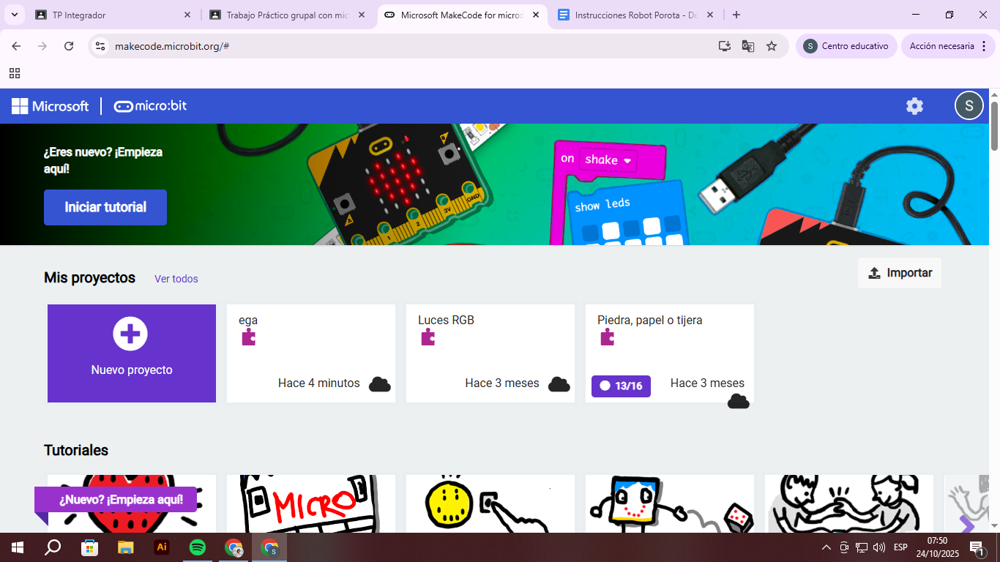 TP Integrador
Trabajo Práctico grupal con mic
Microsoft MakeCode for micro:
Instrucciones Robot Porota - Do
makecode.microbit.org/#
S
Centro educativo
Acción necesaria
Microsoft
micro:bit
S
¿Eres nuevo? ¡Empieza
aquí!
Iniciar tutorial
A
B
1
2
3V
GND
on shake
show leds
Mis proyectos
Ver todos
Importar
Nuevo proyecto
ega
Hace 4 minutos
Luces RGB
Hace 3 meses
Piedra, papel o tijera
13/16
Hace 3 meses
Tutoriales
¿Nuevo? ¡Empieza aquí!
MICRO
Ai
S
ESP
07:50
24/10/2025
1